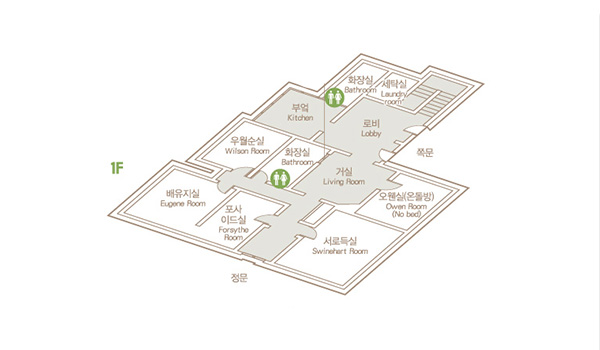 화장실
Bathroom
세탁실
Laundry
room
부엌
Kitchen
로비
Lobby
쪽문
우월순실
Wilson Room
화장실
Bathroom
거실
Living Room
1F
배유지실
Eugene Room
포사
이드실
Forsythe
Room
오웬실(온돌방)
Owen Room
(No bed)
서로득실
Swinehart Room
정문